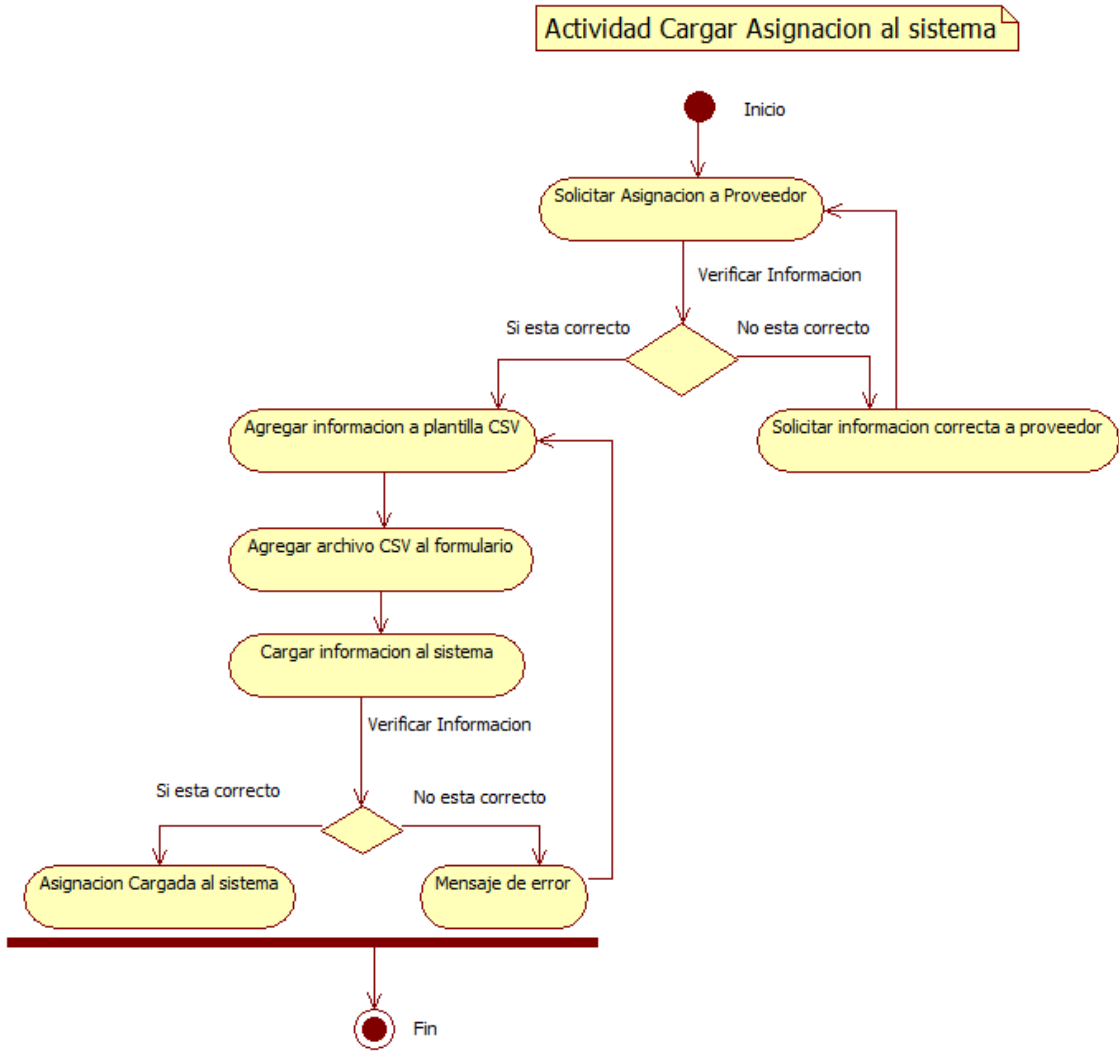 Actividad Cargar Asignacion al sistema
Inicio
Solicitar Asignacion a Proveedor
Verificar Informacion
Si esta correcto
No esta correcto
Agregar informacion a plantilla CSV
Solicitar informacion correcta a proveedor
Agregar archivo CSV al formulario
Cargar informacion al sistema
Verificar Informacion
Si esta correcto
No esta correcto
Asignacion Cargada al sistema
Mensaje de error
Fin